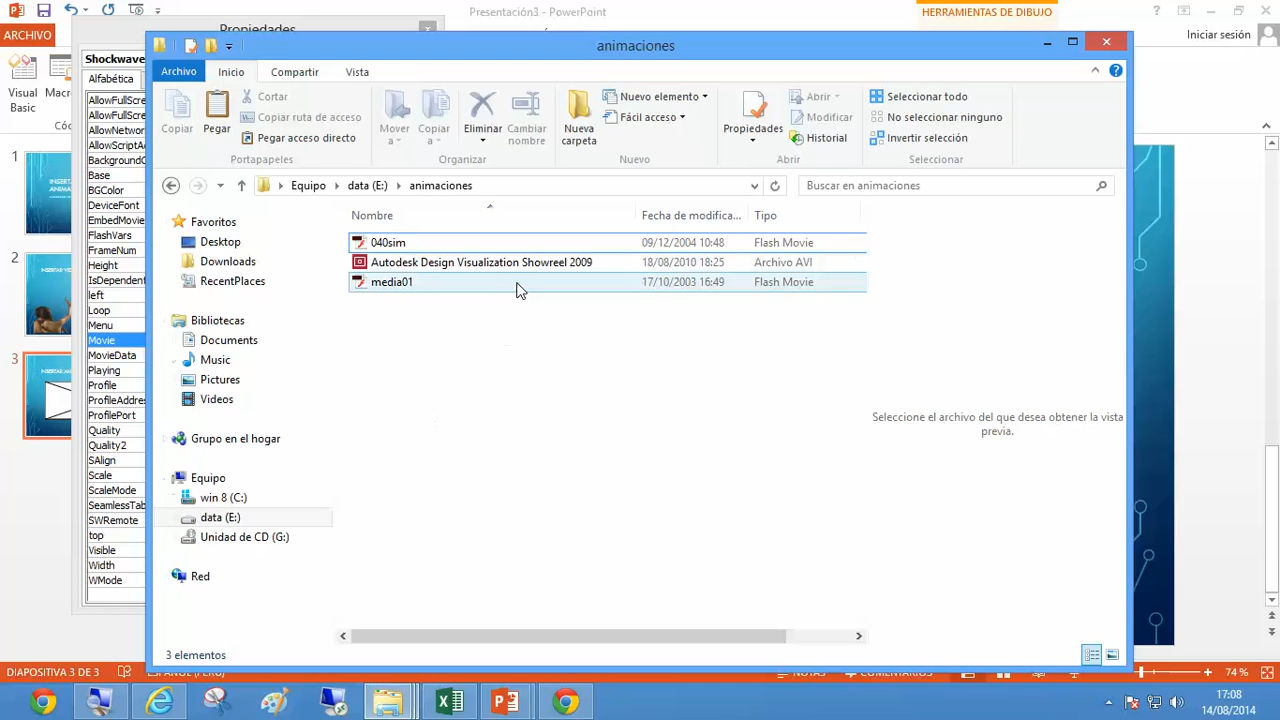 Presentación3 - PowerPoint
HERRAMIENTAS DE DIBUJO
ARCHIVO
Propiedades
Iniciar sesión
Visual
Basic
Shockwave
Alfabética
AllowFullScre
AllowNetwor
AllowScriptA
BackgroundC
Base
BGColor
DeviceFont
EmbedMovie
FlashVars
FrameNum
Height
IsDependent
left
Loop
Menu
Movie
MovieData
Playing
Profile
ProfileAddres
ProfilePort
Quality
Quality2
SAlign
Scale
ScaleMode
SeamlessTab
SWRemote
top
Visible
Width
WMode
1
2
3
animaciones
Archivo
Inicio
Compartir
Vista
Copiar
Pegar
Cortar
Copiar ruta de acceso
Pegar acceso directo
Portapapeles
Mover
a
Copiar
a
Eliminar
Cambiar
nombre
Organizar
Nueva
carpeta
Nuevo elemento
Fácil acceso
Nuevo
Propiedades
Abrir
Modificar
Historial
Abrir
Seleccionar todo
No seleccionar ninguno
Invertir selección
Seleccionar
Equipo
data (E:)
animaciones
Buscar en animaciones
Nombre
Fecha de modifica...
Tipo
040sim 09/12/2004 10:48 Flash Movie
Autodesk Design Visualization Showreel 2009 18/08/2010 18:25 Archivo AVI
media01 17/10/2003 16:49 Flash Movie
Favoritos
Desktop
Downloads
RecentPlaces
Bibliotecas
Documents
Music
Pictures
Videos
Grupo en el hogar
Equipo
win 8 (C:)
data (E:)
Unidad de CD (G:)
Red
Seleccione el archivo del que desea obtener la vista
previa.
3 elementos
DIAPOSITIVA 3 DE 3
74 %
17:08
14/08/2014